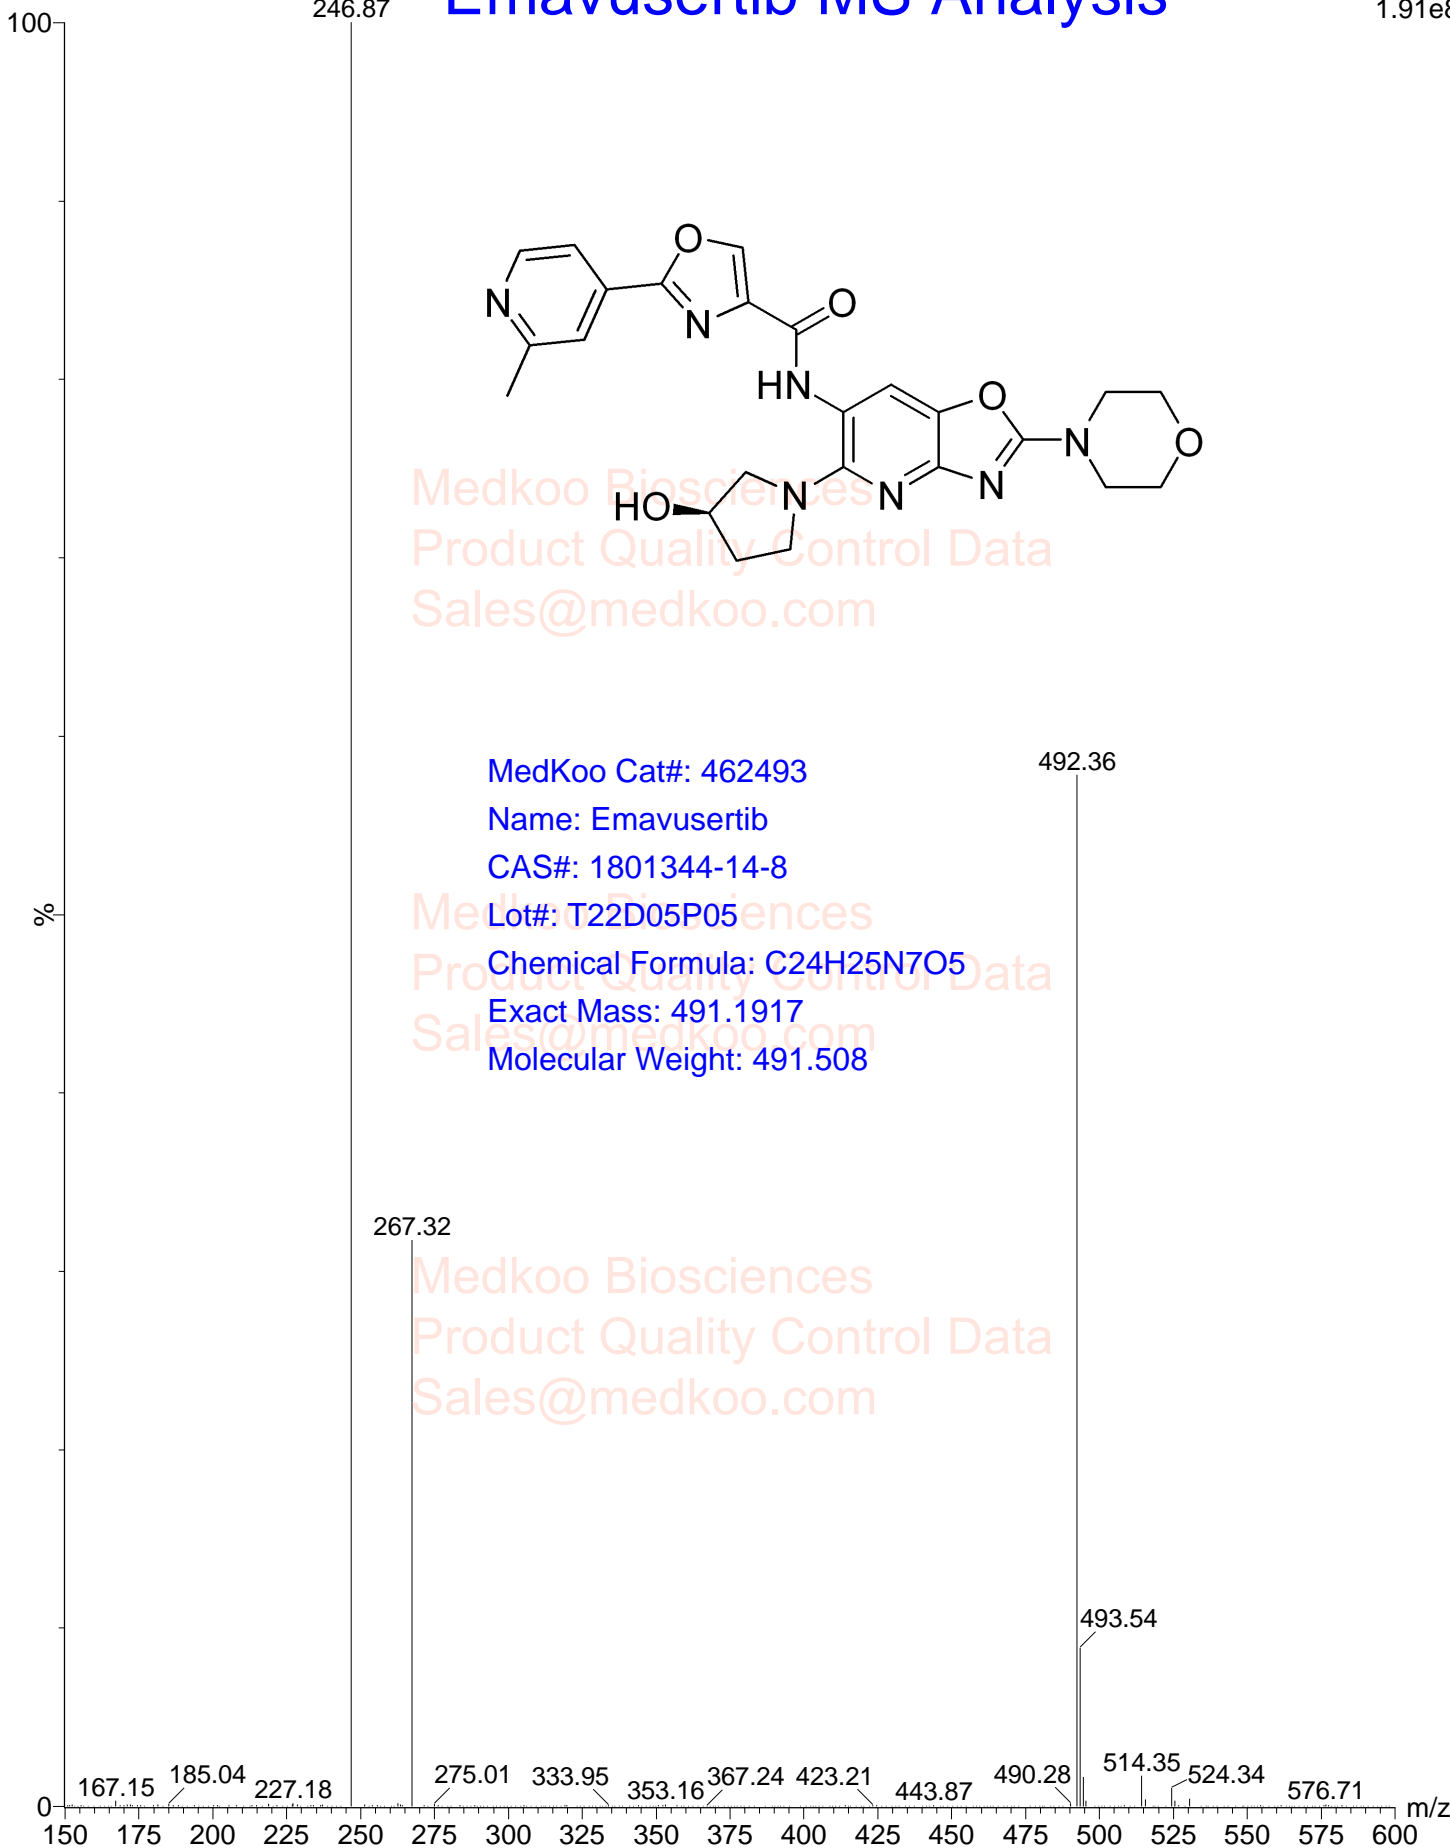 246.87
Emavusertib MS Analysis
1.91e8
100
O
N
N
O
HN
O
N
O
N
N
N
HO
Medkoo Biosciences
Product Quality Control Data
Sales@medkoo.com
MedKoo Cat#: 462493
492.36
Name: Emavusertib
CAS#: 1801344-14-8
Medkoo Biosciences
Lot#: T22D05P05
%
Chemical Formula: C24H25N7O5
Product Quality Control Data
Exact Mass: 491.1917
Sales@medkoo.com
Molecular Weight: 491.508
267.32
Medkoo Biosciences
Product Quality Control Data
Sales@medkoo.com
493.54
167.15 185.04 227.18 275.01 333.95 353.16 367.24 423.21 443.87 490.28 514.35 524.34 576.71
0 m/z
150 175 200 225 250 275 300 325 350 375 400 425 450 475 500 525 550 575 600